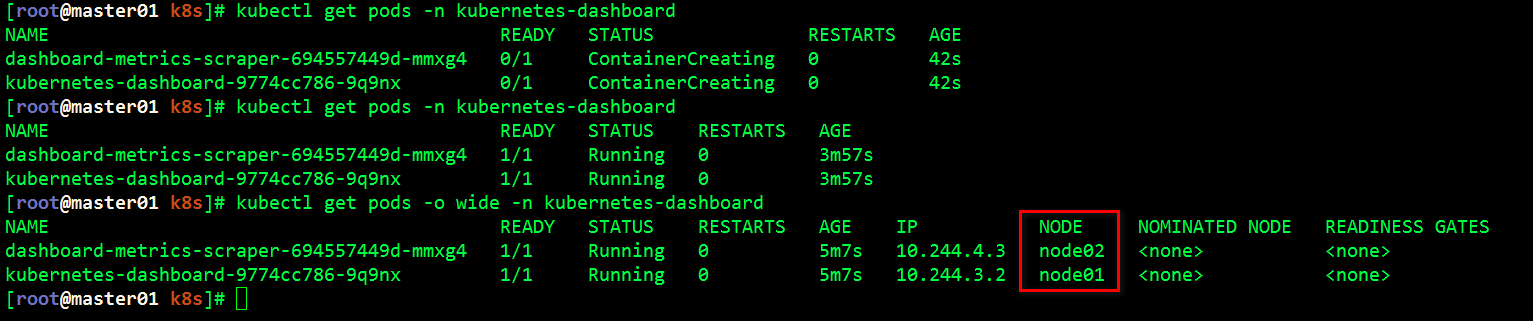 [root@master01 k8s]# kubectl get pods -n kubernetes-dashboard
NAME                                         READY   STATUS              RESTARTS   AGE
dashboard-metrics-scraper-694557449d-mmxg4   0/1     ContainerCreating   0          42s
kubernetes-dashboard-9774cc786-9q9nx         0/1     ContainerCreating   0          42s
[root@master01 k8s]# kubectl get pods -n kubernetes-dashboard
NAME                                         READY   STATUS    RESTARTS   AGE
dashboard-metrics-scraper-694557449d-mmxg4   1/1     Running   0          3m57s
kubernetes-dashboard-9774cc786-9q9nx         1/1     Running   0          3m57s
[root@master01 k8s]# kubectl get pods -o wide -n kubernetes-dashboard
NAME                                         READY   STATUS    RESTARTS   AGE    IP           NODE     NOMINATED NODE   READINESS GATES
dashboard-metrics-scraper-694557449d-mmxg4   1/1     Running   0          5m7s   10.244.4.3   node02   <none>           <none>
kubernetes-dashboard-9774cc786-9q9nx         1/1     Running   0          5m7s   10.244.3.2   node01   <none>           <none>
[root@master01 k8s]#